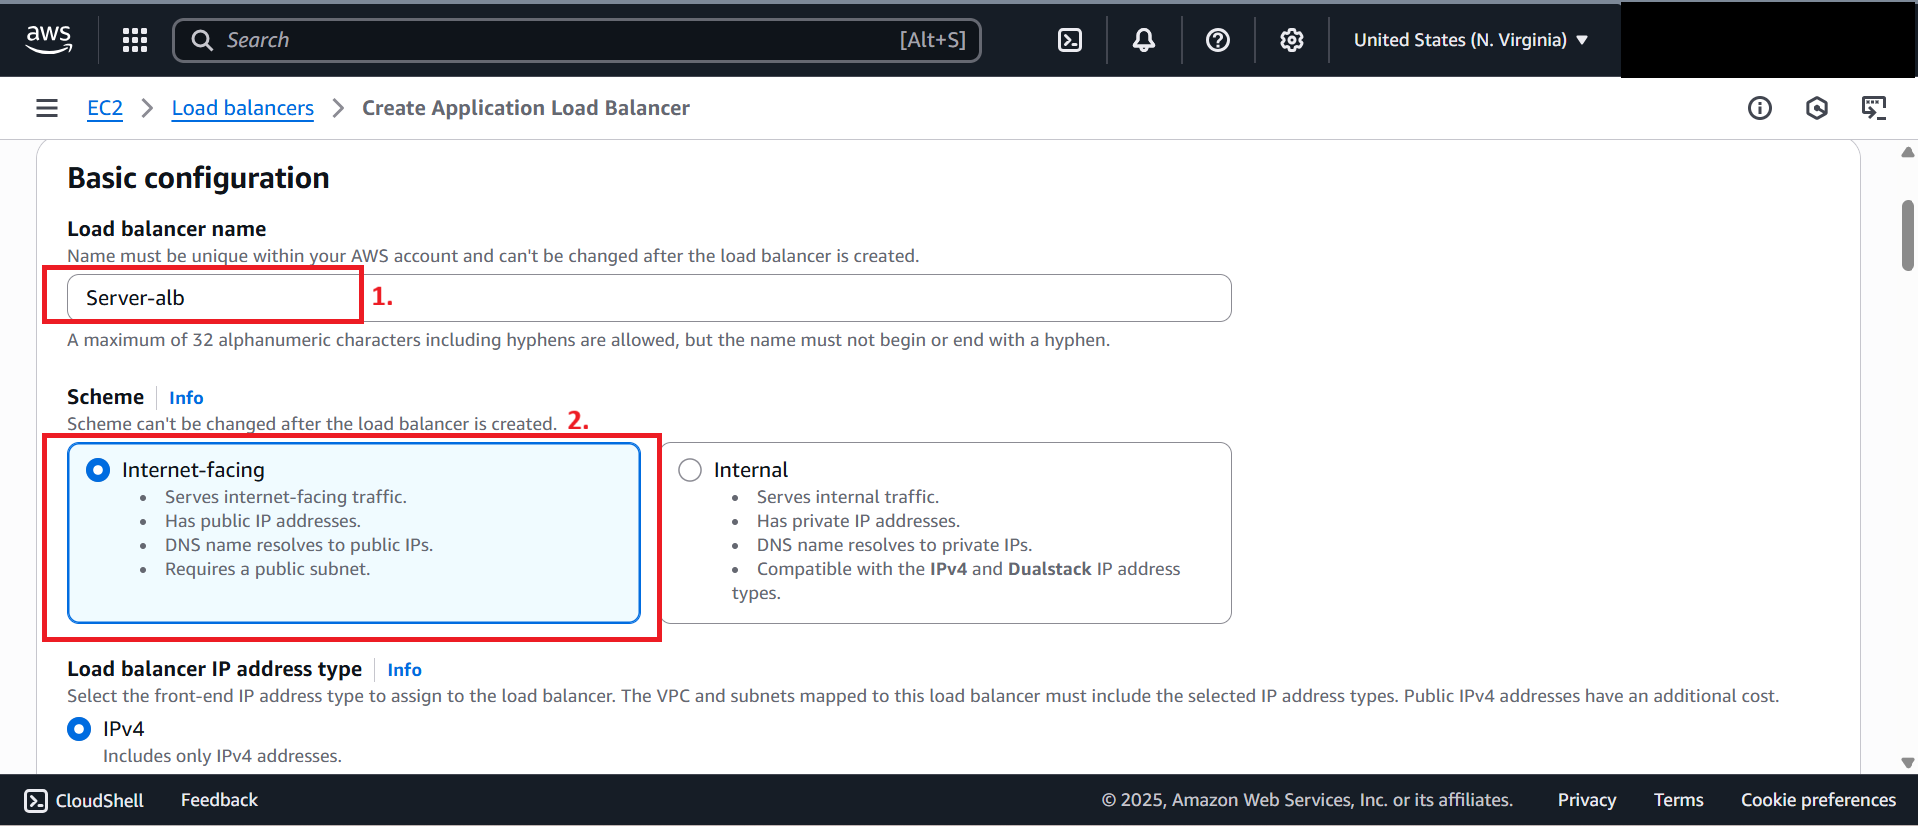 aws
Search [Alt+S]
United States (N. Virginia)
EC2 Load balancers Create Application Load Balancer
Basic configuration
Load balancer name
Name must be unique within your AWS account and can't be changed after the load balancer is created.
Server-alb 1.
A maximum of 32 alphanumeric characters including hyphens are allowed, but the name must not begin or end with a hyphen.
Scheme Info
Scheme can't be changed after the load balancer is created. 2.
Internet-facing
• Serves internet-facing traffic.
• Has public IP addresses.
• DNS name resolves to public IPs.
• Requires a public subnet.
Internal
• Serves internal traffic.
• Has private IP addresses.
• DNS name resolves to private IPs.
• Compatible with the IPv4 and Dualstack IP address
types.
Load balancer IP address type Info
Select the front-end IP address type to assign to the load balancer. The VPC and subnets mapped to this load balancer must include the selected IP address types. Public IPv4 addresses have an additional cost.
IPv4
Includes only IPv4 addresses.
CloudShell Feedback © 2025, Amazon Web Services, Inc. or its affiliates. Privacy Terms Cookie preferences